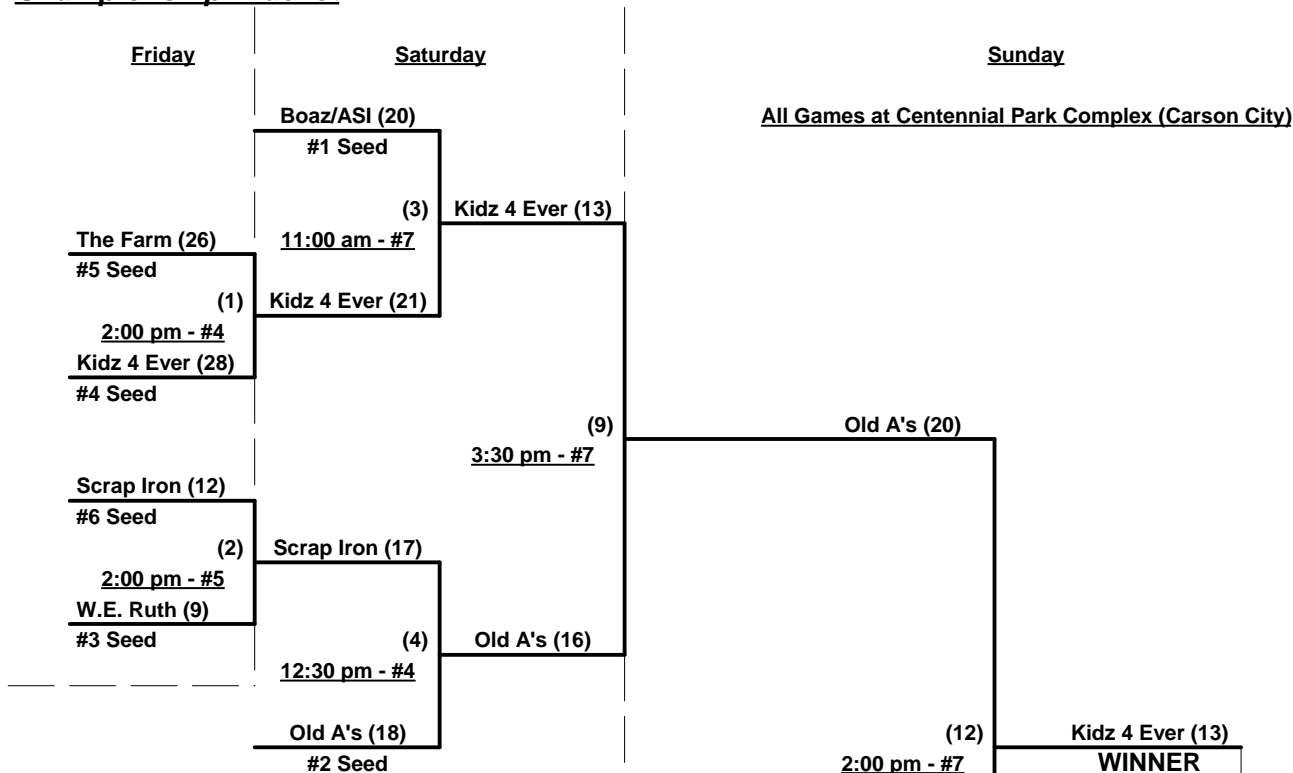 Friday
Saturday
Sunday
Boaz/ASI (20)
All Games at Centennial Park Complex (Carson City)
#1 Seed
(3)
Kidz 4 Ever (13)
The Farm (26)
11:00 am - #7
#5 Seed
(1)
Kidz 4 Ever (21)
2:00 pm - #4
Kidz 4 Ever (28)
#4 Seed
(9)
Old A's (20)
3:30 pm - #7
Scrap Iron (12)
#6 Seed
(2)
Scrap Iron (17)
2:00 pm - #5
W.E. Ruth (9)
#3 Seed
(4)
Old A's (16)
12:30 pm - #4
Old A's (18)
(12)
Kidz 4 Ever (13)
#2 Seed
2:00 pm - #7
WINNER